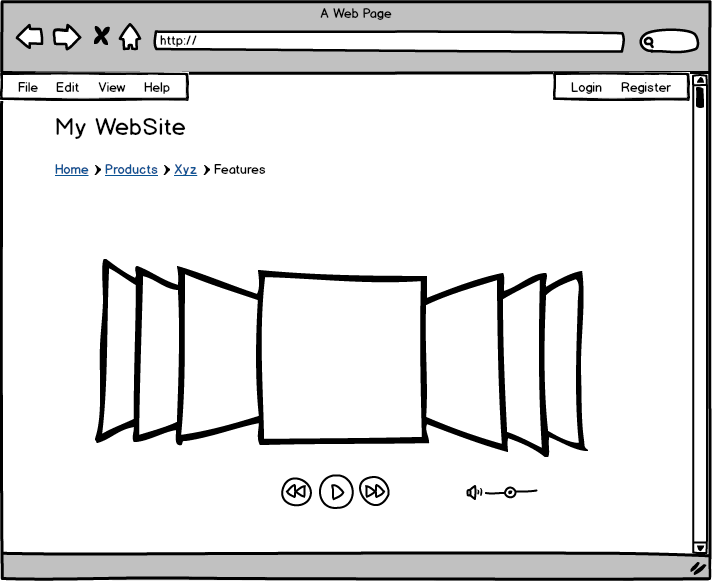 A Web Page
http://
File Edit View Help Login Register
My WebSite
Home Products Xyz Features